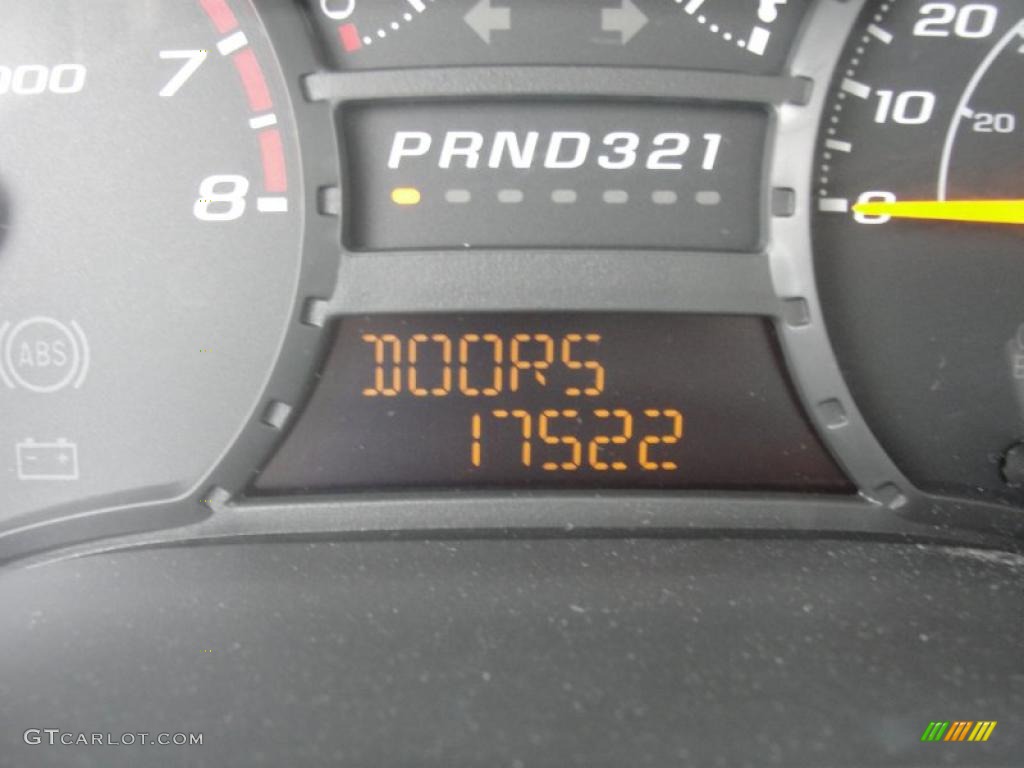 000 7
8
20
10
20
0
PRND321
ABS
- +
DOORS
17522
GTCARLOT.COM